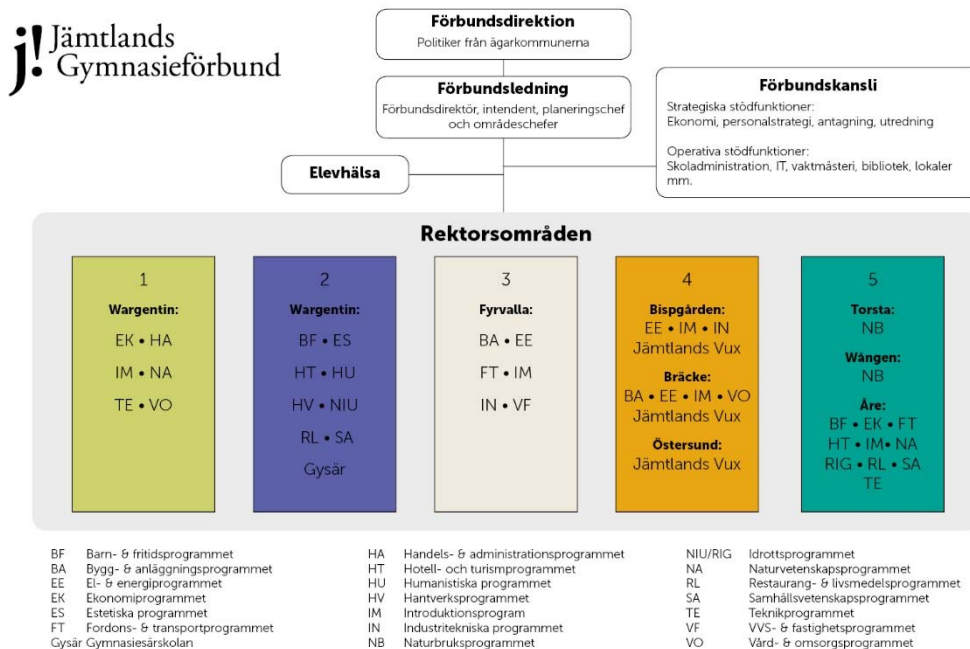 j! Jämtlands
Gymnasieförbund
Förbundsdirektion
Politiker från ägarkommunerna
Förbundsledning
Förbundsdirektör, intendent, planeringschef
och områdeschefer
Förbundskansli
Strategiska stödfunktioner:
Ekonomi, personalstrategi, antagning, utredning
Operativa stödfunktioner:
Skoladministration, IT, vaktmästeri, bibliotek, lokaler
mm.
Elevhälsa
Rektorsområden
1
Wargentin:
EK • HA
IM • NA
TE • VO
2
Wargentin:
BF • ES
HT • HU
HV • NIU
RL • SA
Gysär
3
Fyrvalla:
BA • EE
FT • IM
IN • VF
4
Bispgården:
EE • IM • IN
Jämtlands Vux
Bräcke:
BA • EE • IM • VO
Jämtlands Vux
Östersund:
Jämtlands Vux
5
Torsta:
NB
Wången:
NB
Åre:
BF • EK • FT
HT • IM• NA
RIG • RL • SA
TE
BF Barn- & fritidsprogrammet
BA Bygg- & anläggningsprogrammet
EE El- & energiprogrammet
EK Ekonomiprogrammet
ES Estetiska programmet
FT Fordons- & transportprogrammet
Gysär Gymnasiesärskolan
HA Handels- & administrationsprogrammet
HT Hotell- och turismprogrammet
HU Humanistiska programmet
HV Hantverksprogrammet
IM Introduktionsprogram
IN Industritekniska programmet
NB Naturbruksprogrammet
NIU/RIG Idrottsprogrammet
NA Naturvetenskapsprogrammet
RL Restaurang- & livsmedelsprogrammet
SA Samhällsvetenskapsprogrammet
TE Teknikprogrammet
VF VVS- & fastighetsprogrammet
VO Vård- & omsorgsprogrammet